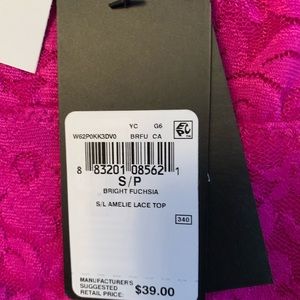 YC G6
W62P0KK3DV0 BRFU CA
8 83201 08562 1
S/P
BRIGHT FUCHSIA
S/L AMELIE LACE TOP
340
MANUFACTURERS
SUGGESTED
RETAIL PRICE: $39.00